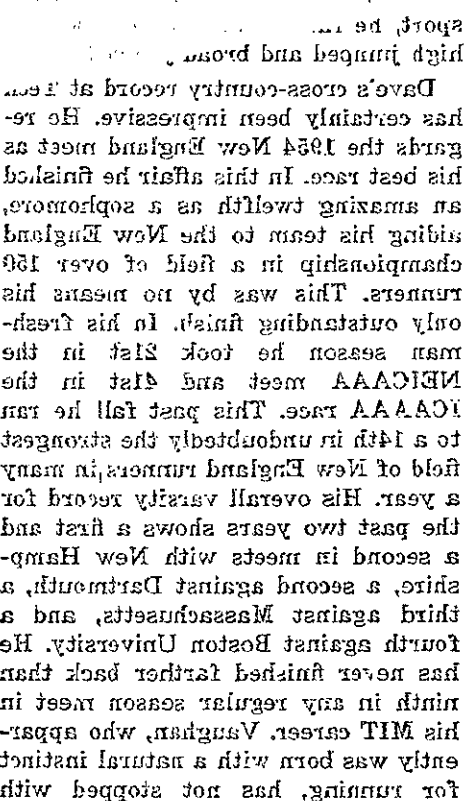 sport, he
high jumped and broad
Dave's cross-country record at Tech
has certainly been impressive. He re-
gards the 1954 New England meet as
his best race. In this affair he finished
an amazing twelfth as a sophomore,
aiding his team to the New England
championship in a field of over 150
runners. This was by no means his
only outstanding finish. In his fresh-
man season he took 21st in the
NEICAAA meet and 41st in the
ICAAAA race. This past fall he ran
to a 14th in undoubtedly the strongest
field of New England runners in many
a year. His overall varsity record for
the past two years shows a first and
a second in meets with New Hamp-
shire, a second against Dartmouth, a
third against Massachusetts, and a
fourth against Boston University. He
has never finished farther back than
ninth in any regular season meet in
his MIT career. Vaughan, who appar-
ently was born with a natural instinct
for running, has not stopped with